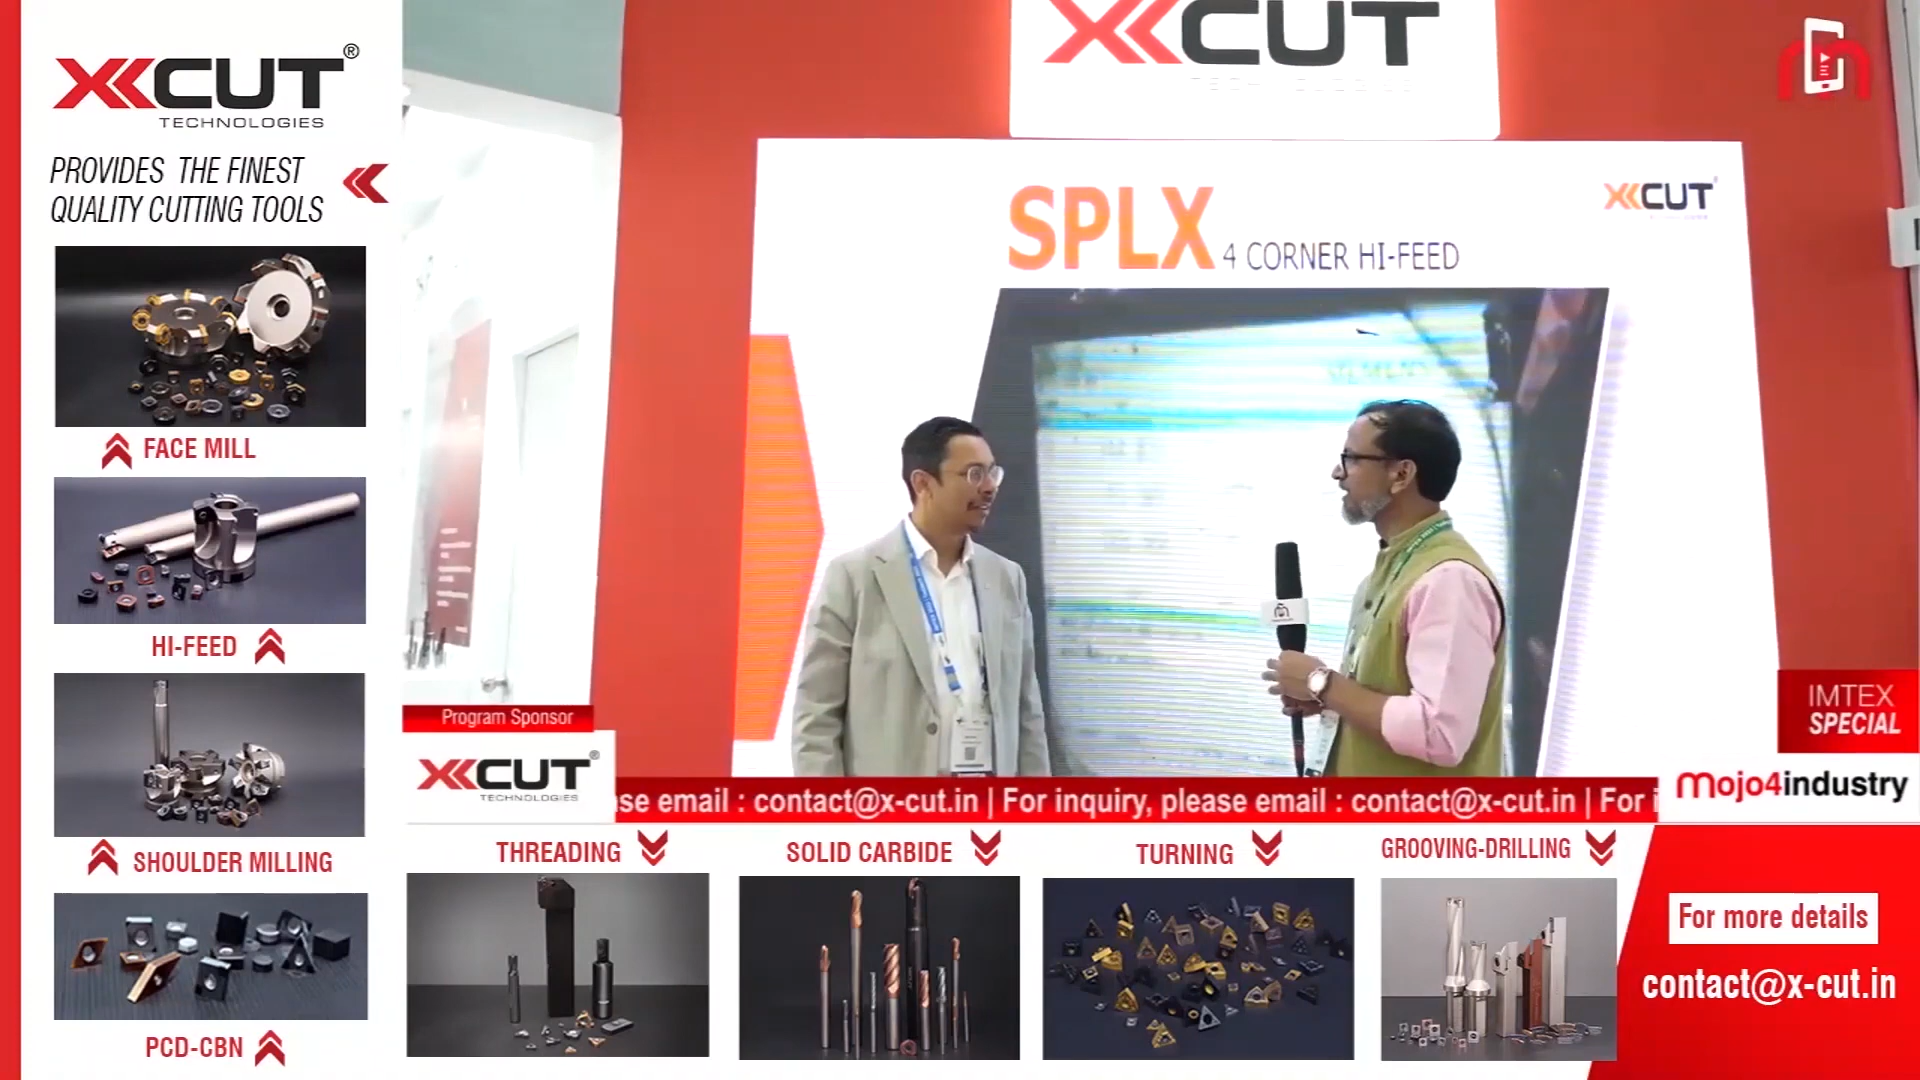 XCUT®
TECHNOLOGIES
PROVIDES THE FINEST
QUALITY CUTTING TOOLS
FACE MILL
HI-FEED
SHOULDER MILLING
PCD-CBN
XCUT
SPLX 4 CORNER HI-FEED
XCUT
IMTEX
SPECIAL
Program Sponsor
XCUT®
TECHNOLOGIES
se email : contact@x-cut.in | For inquiry, please email : contact@x-cut.in | For i
mojo4industry
THREADING
SOLID CARBIDE
TURNING
GROOVING-DRILLING
For more details
contact@x-cut.in